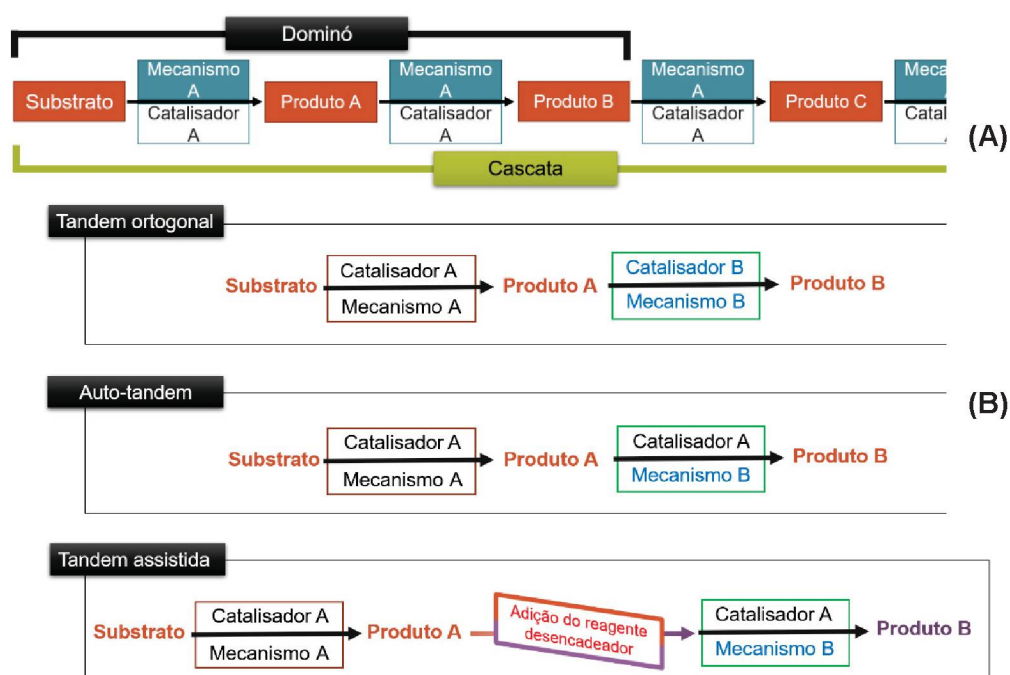 Dominó
Substrato
Mecanismo
A
Catalisador
A
Produto A
Mecanismo
A
Catalisador
A
Produto B
Mecanismo
A
Catalisador
A
Produto C
(A)
Cascata
Tandem ortogonal
Substrato
Catalisador A
Mecanismo A
Produto A
Catalisador B
Mecanismo B
Produto B
Auto-tandem
(B)
Substrato
Catalisador A
Mecanismo A
Produto A
Catalisador A
Mecanismo B
Produto B
Tandem assistida
Substrato
Catalisador A
Mecanismo A
Produto A
Adição do reagente
desencadeador
Catalisador A
Mecanismo B
Produto B